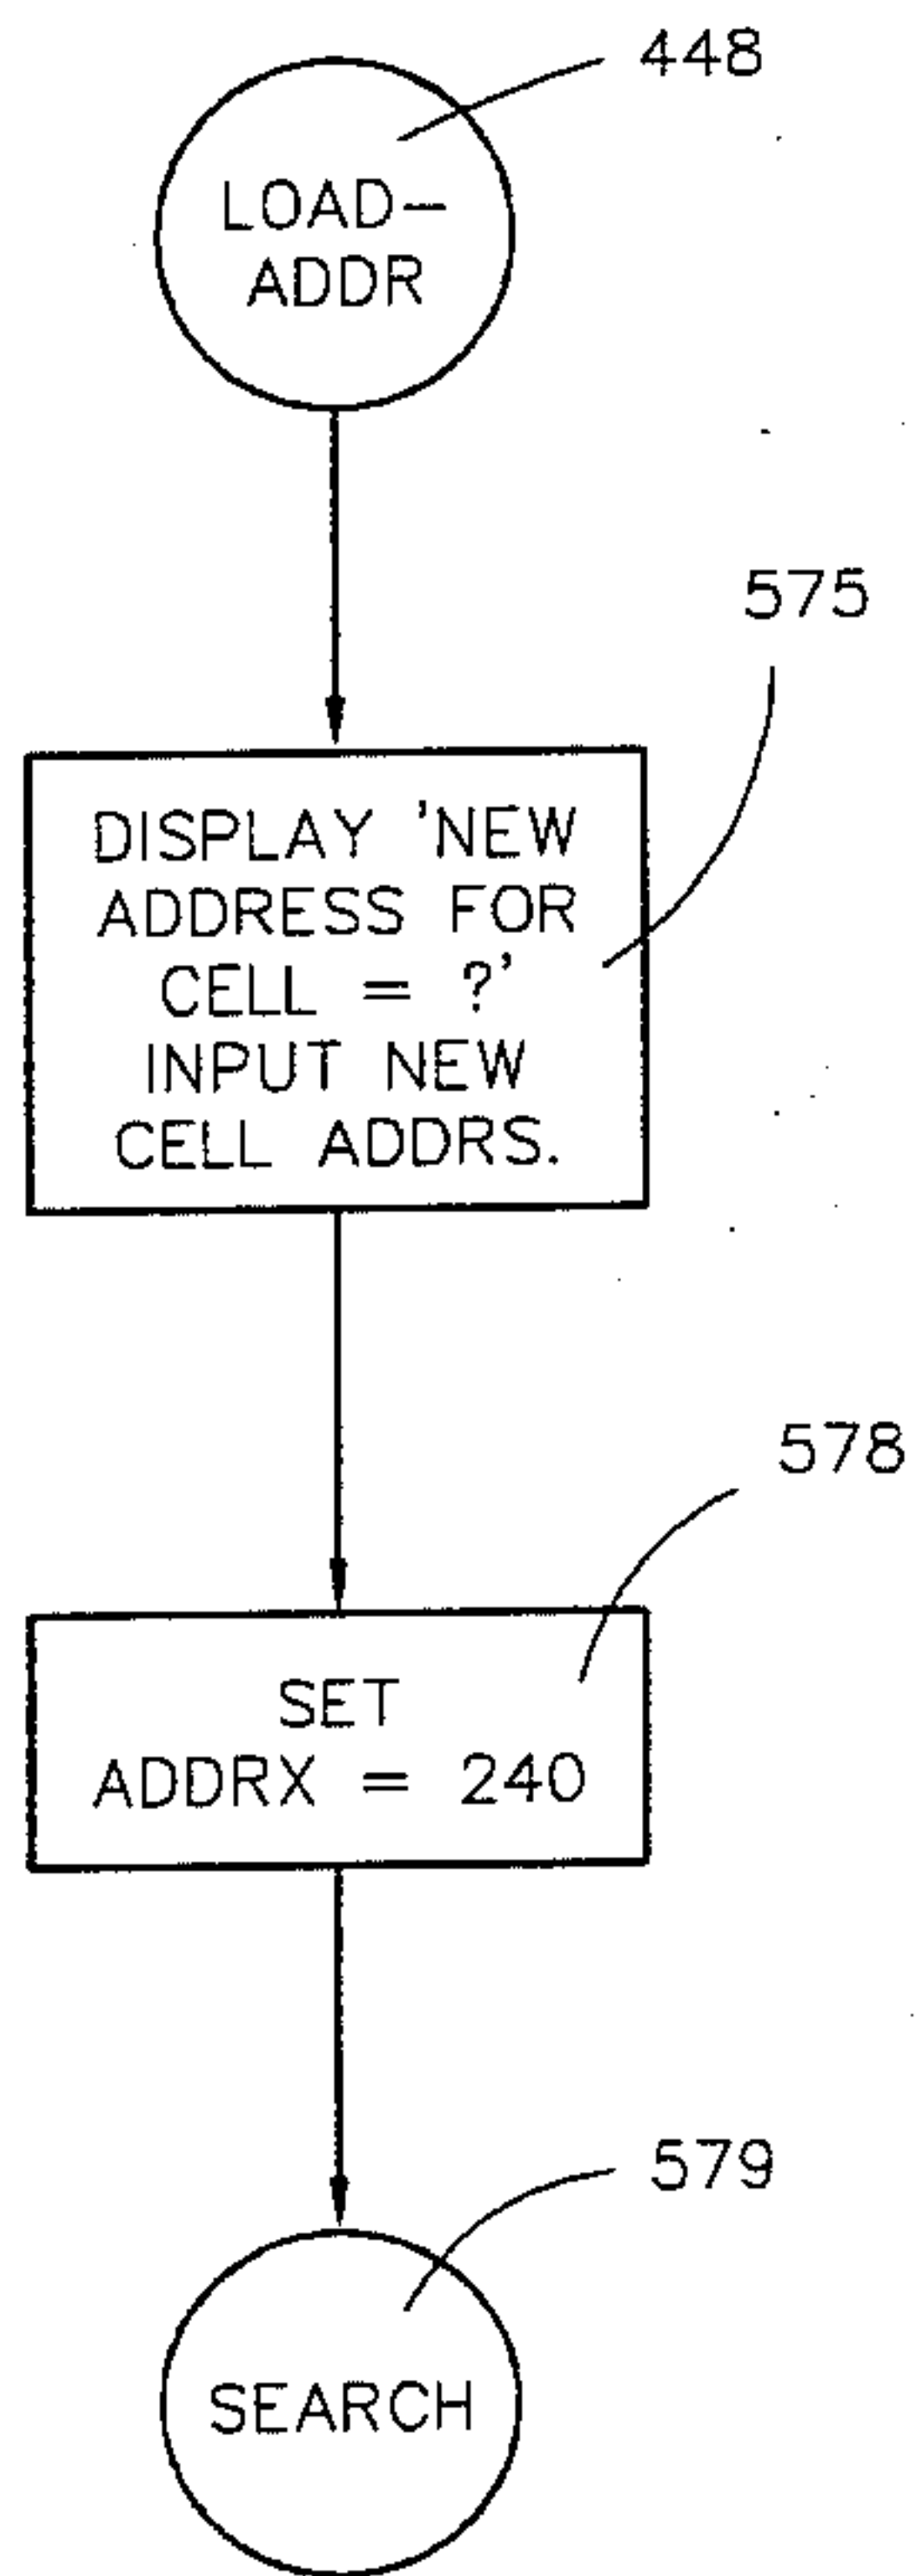 448
LOAD-
ADDR
575
DISPLAY 'NEW
ADDRESS FOR
CELL = ?'
INPUT NEW
CELL ADDRS.
578
SET
ADDRX = 240
579
SEARCH